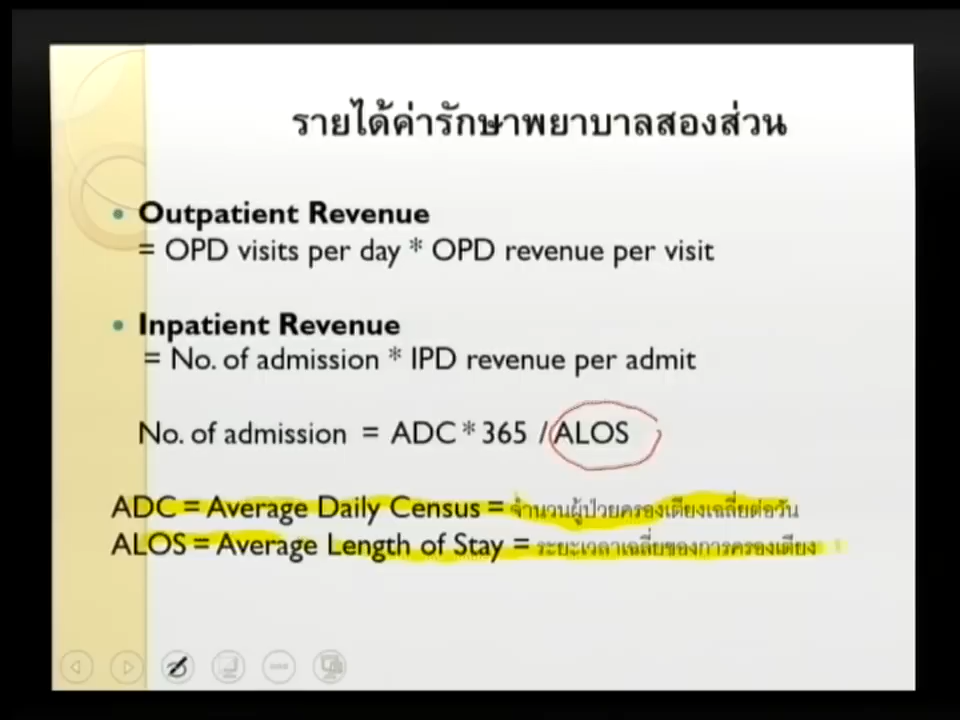 รายได้ค่ารักษาพยาบาลสองส่วน
• Outpatient Revenue
= OPD visits per day * OPD revenue per visit
• Inpatient Revenue
= No. of admission * IPD revenue per admit
No. of admission = ADC * 365 / ALOS
ADC = Average Daily Census = จำนวนผู้ป่วยครองเตียงเฉลี่ยต่อวัน
ALOS = Average Length of Stay = ระยะเวลาเฉลี่ยของการครองเตียง